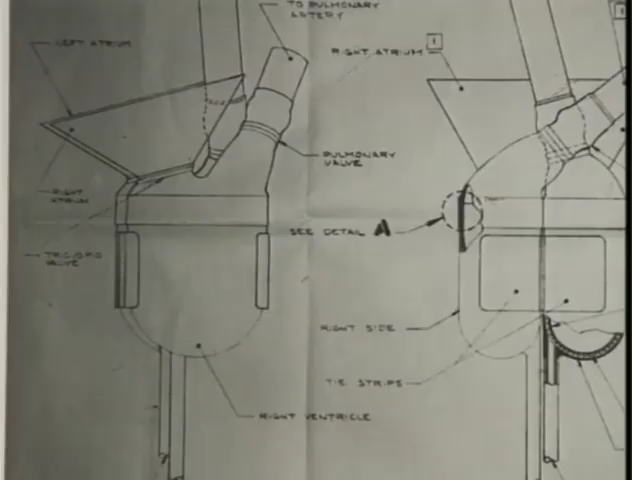 TO PULMONARY
ARTERY
LEFT ATRIUM
RIGHT ATRIUM
1
PULMONARY
VALVE
RIGHT
ATRIUM
SEE DETAIL A
TRICUSPID
VALVE
RIGHT SIDE
TIE STRIPS
RIGHT VENTRICLE